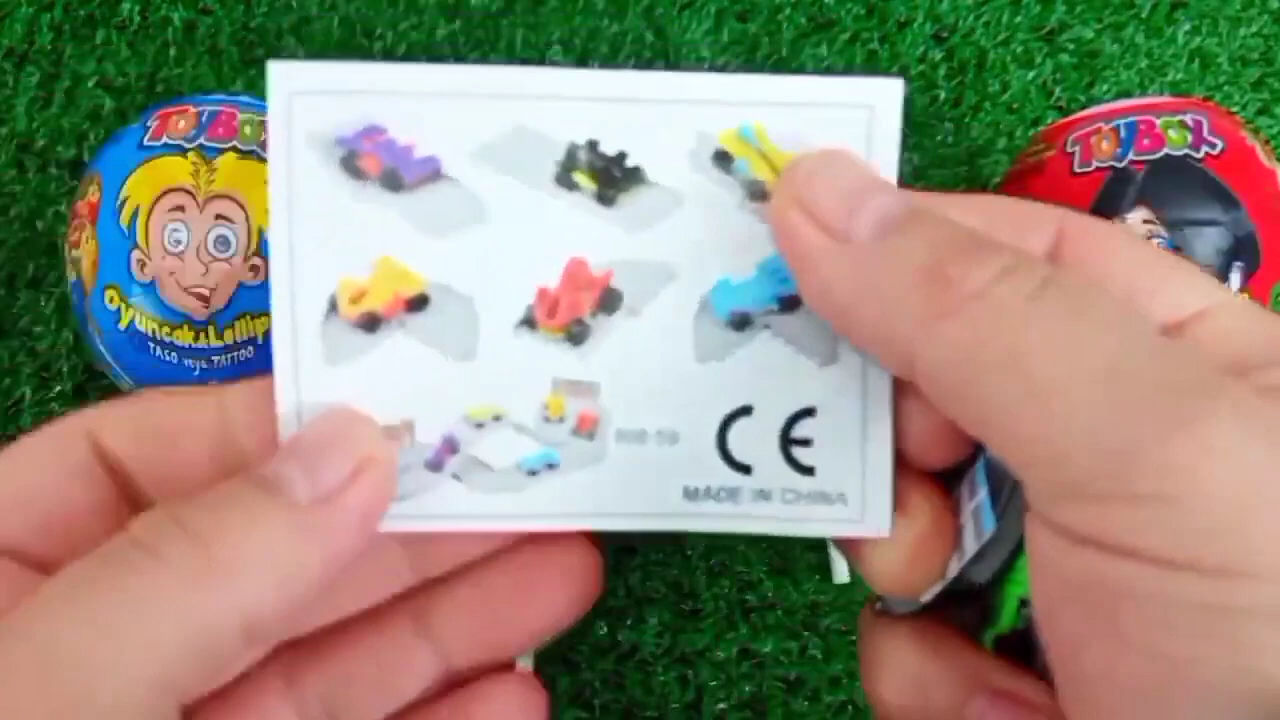 TOYBOX
Oyuncak&Lollip
TASO veya TATTOO
TOYBOX
CE
MADE IN CHINA